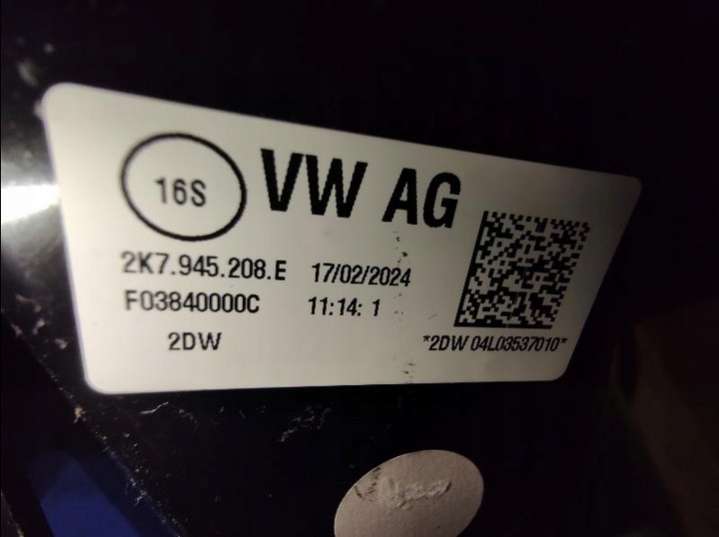 16S
VW AG
2K7.945.208.E 17/02/2024
F03840000C 11:14: 1
2DW
*2DW 04L03537010*